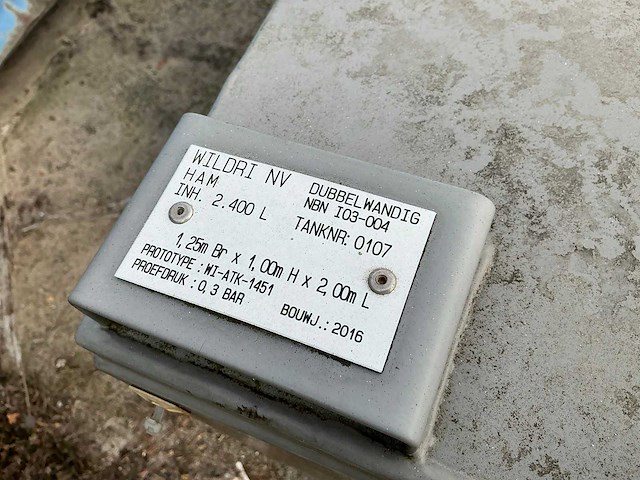 WILDRI NV
HAM
INH. 2.400 L
DUBBELWANDIG
NBN I03-004
TANKNR: 0107
1,25m Br x 1,00m H x 2,00m L
PROTOTYPE : WI-ATK-1451
PROEFDRUK : 0,3 BAR
BOUWJ.: 2016